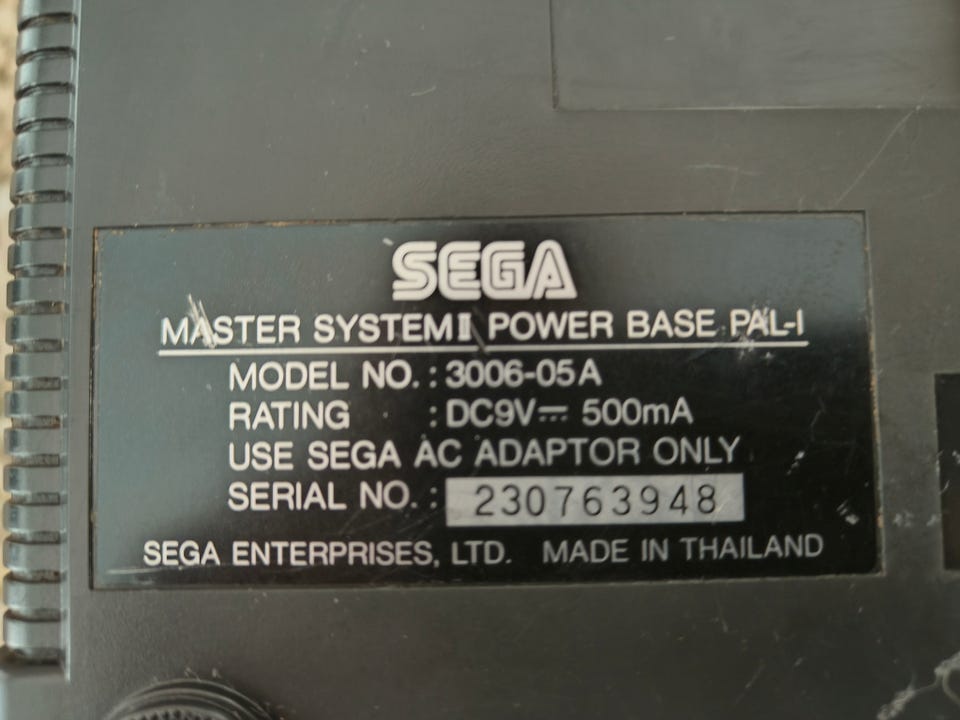 SEGA
MASTER SYSTEM II POWER BASE PAL-I
MODEL NO. : 3006-05A
RATING : DC9V⎓ 500mA
USE SEGA AC ADAPTOR ONLY
SERIAL NO. : 230763948
SEGA ENTERPRISES, LTD. MADE IN THAILAND